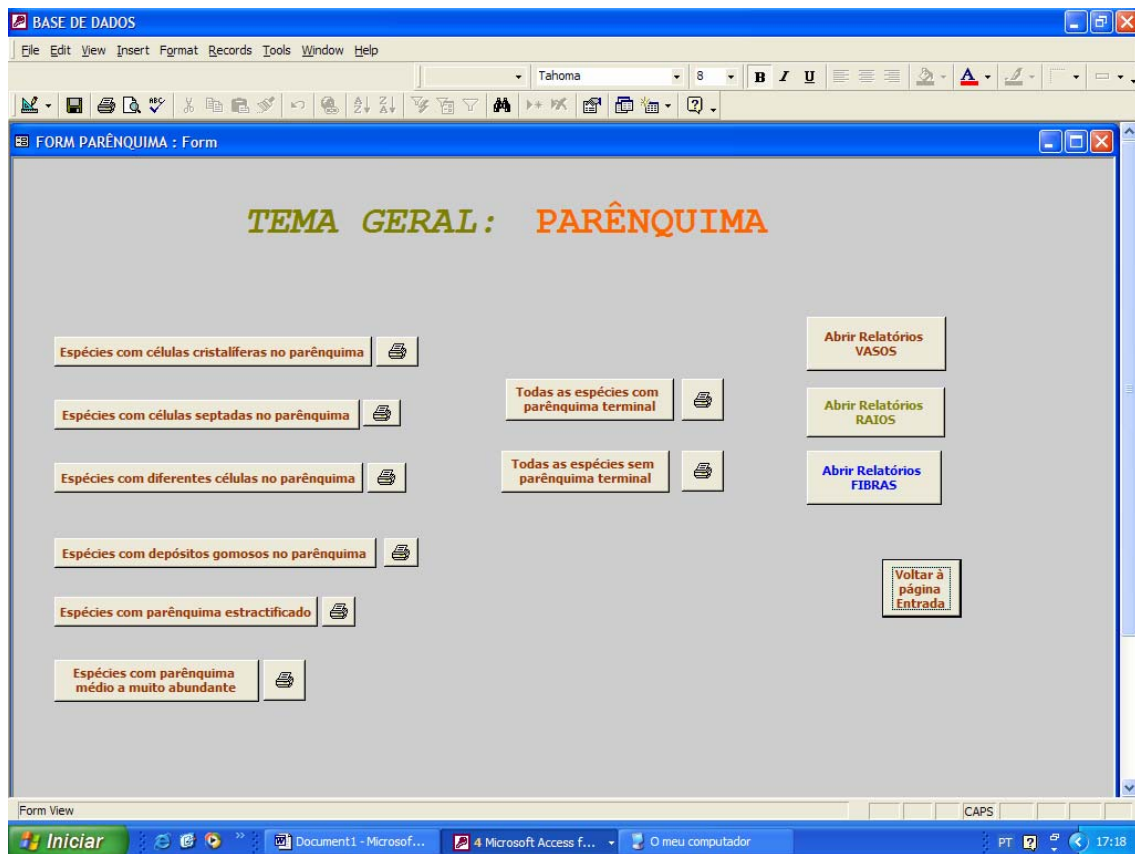 BASE DE DADOS
File Edit View Insert Format Records Tools Window Help
Tahoma 8 B I U
FORM PARÊNQUIMA : Form
TEMA GERAL: PARÊNQUIMA
Espécies com células cristalíferas no parênquima
Espécies com células septadas no parênquima
Espécies com diferentes células no parênquima
Espécies com depósitos gomosos no parênquima
Espécies com parênquima estractificado
Espécies com parênquima
médio a muito abundante
Todas as espécies com
parênquima terminal
Todas as espécies sem
parênquima terminal
Abrir Relatórios
VASOS
Abrir Relatórios
RAIOS
Abrir Relatórios
FIBRAS
Voltar à
página
Entrada
Form View CAPS
Iniciar Document1 - Microsof... 4 Microsoft Access f... O meu computador PT 17:18